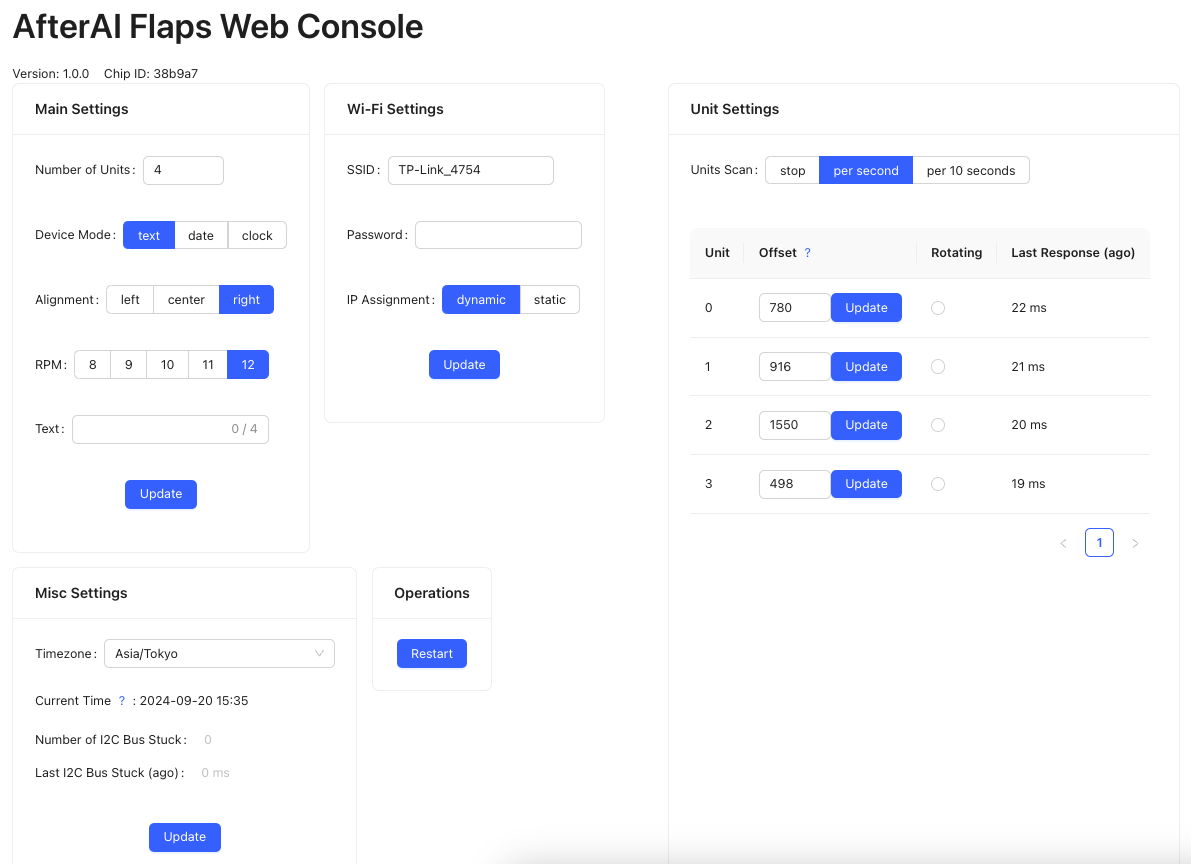 AfterAI Flaps Web Console
Version: 1.0.0 Chip ID: 38b9a7
Main Settings
Number of Units: 4
Device Mode: text date clock
Alignment: left center right
RPM: 8 9 10 11 12
Text: 0 / 4
Update
Wi-Fi Settings
SSID: TP-Link_4754
Password:
IP Assignment: dynamic static
Update
Unit Settings
Units Scan: stop per second per 10 seconds
Unit Offset ? Rotating Last Response (ago)
0 780 Update 22 ms
1 916 Update 21 ms
2 1550 Update 20 ms
3 498 Update 19 ms
< 1 >
Misc Settings
Timezone: Asia/Tokyo
Current Time ? : 2024-09-20 15:35
Number of I2C Bus Stuck: 0
Last I2C Bus Stuck (ago): 0 ms
Update
Operations
Restart